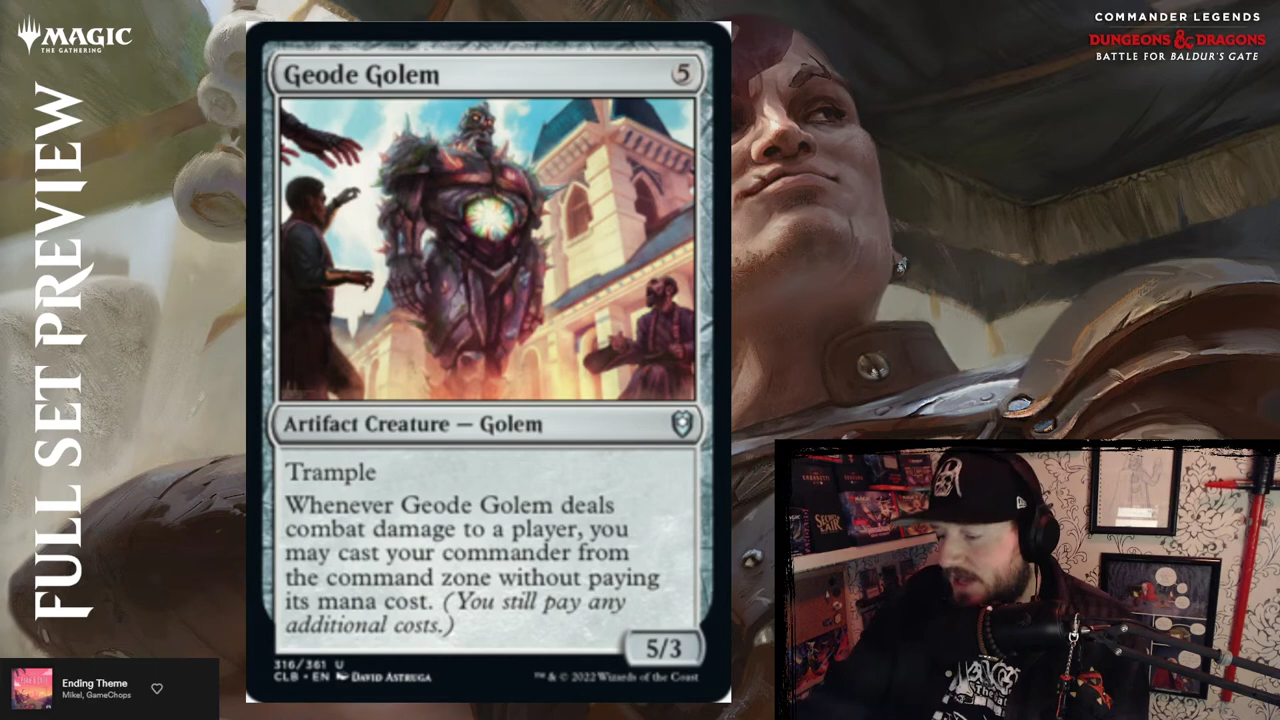 MAGIC
THE GATHERING
FULL SET PREVIEW
COMMANDER LEGENDS
DUNGEONS & DRAGONS
BATTLE FOR BALDUR'S GATE
Geode Golem 5
Artifact Creature — Golem
Trample
Whenever Geode Golem deals
combat damage to a player, you
may cast your commander from
the command zone without paying
its mana cost. (You still pay any
additional costs.)
5/3
316/361 U
CLB • EN DAVID ASTRUGA
™ & © 2022 Wizards of the Coast
Ending Theme
Mikel, GameChops
SECRET
LAIR